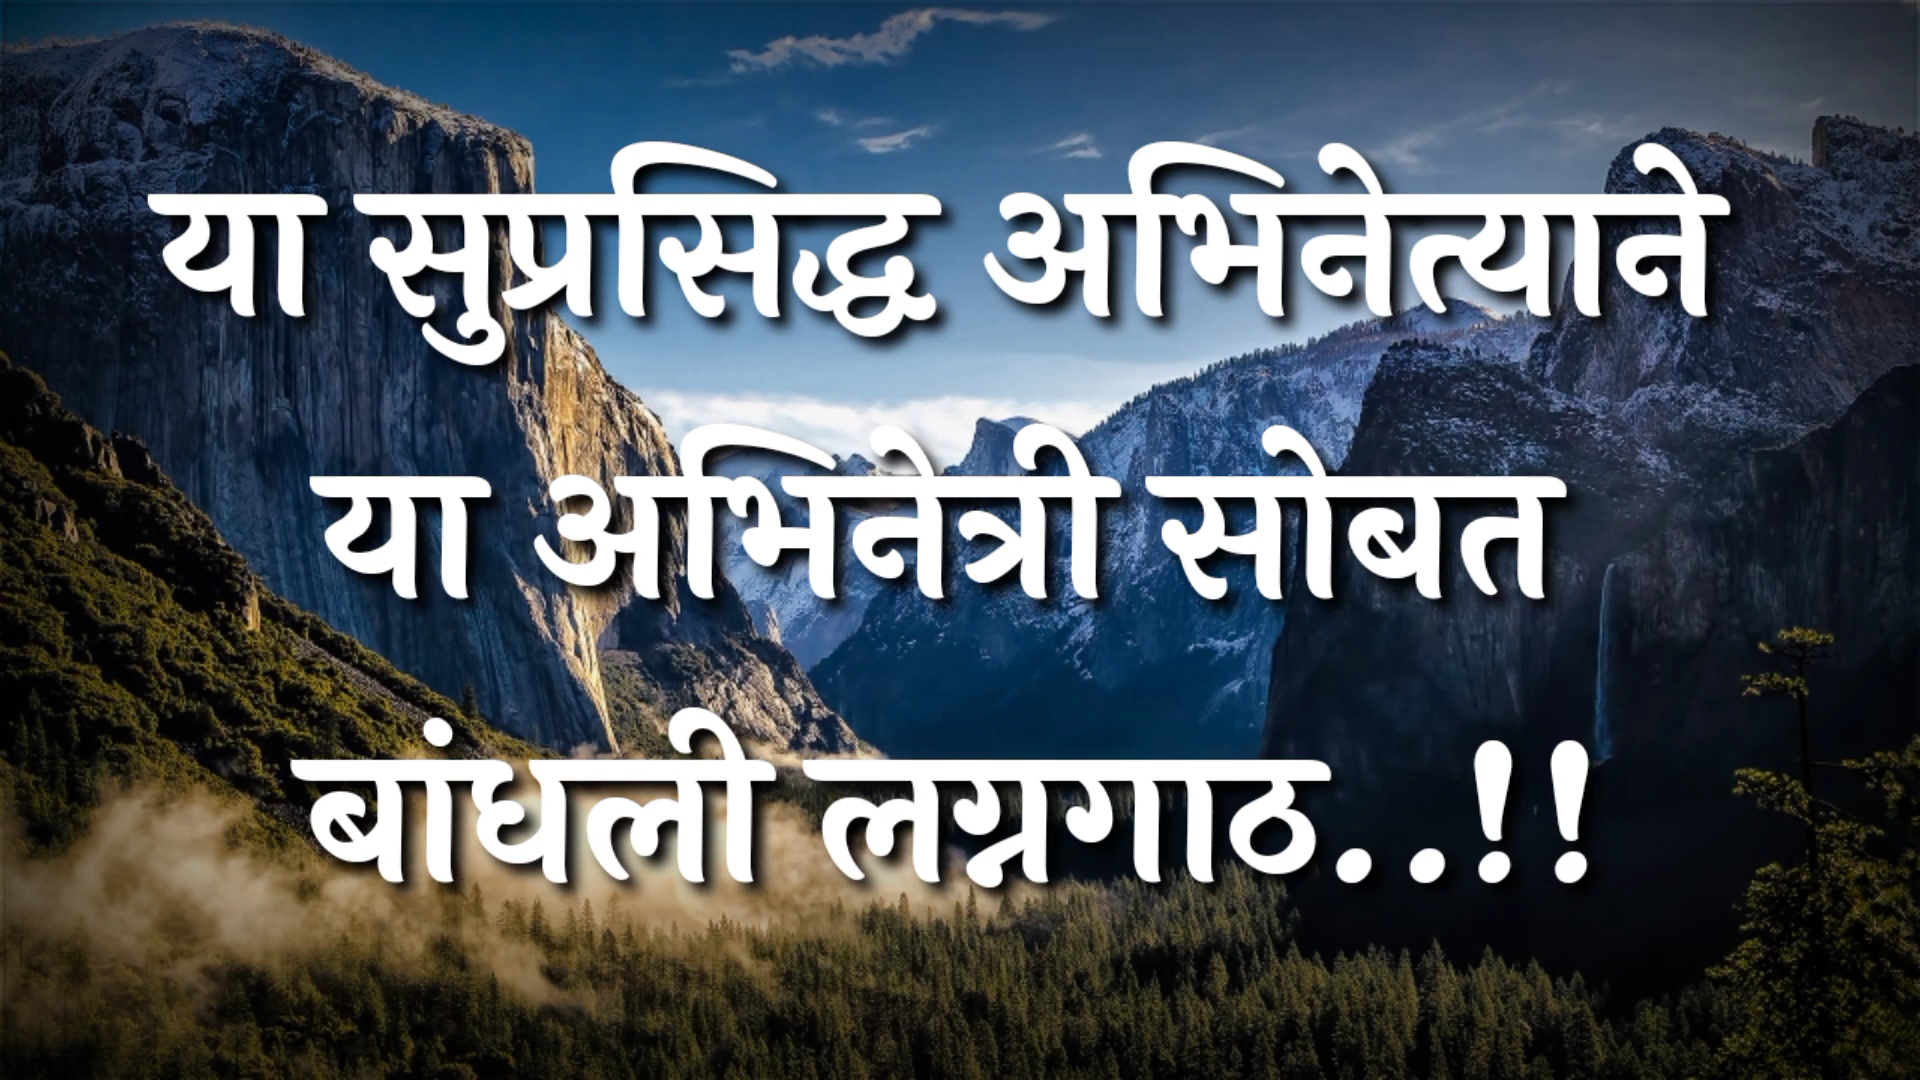 या सुप्रसिद्ध अभिनेत्याने
या अभिनेत्री सोबत
बांधली लग्नगाठ..!!